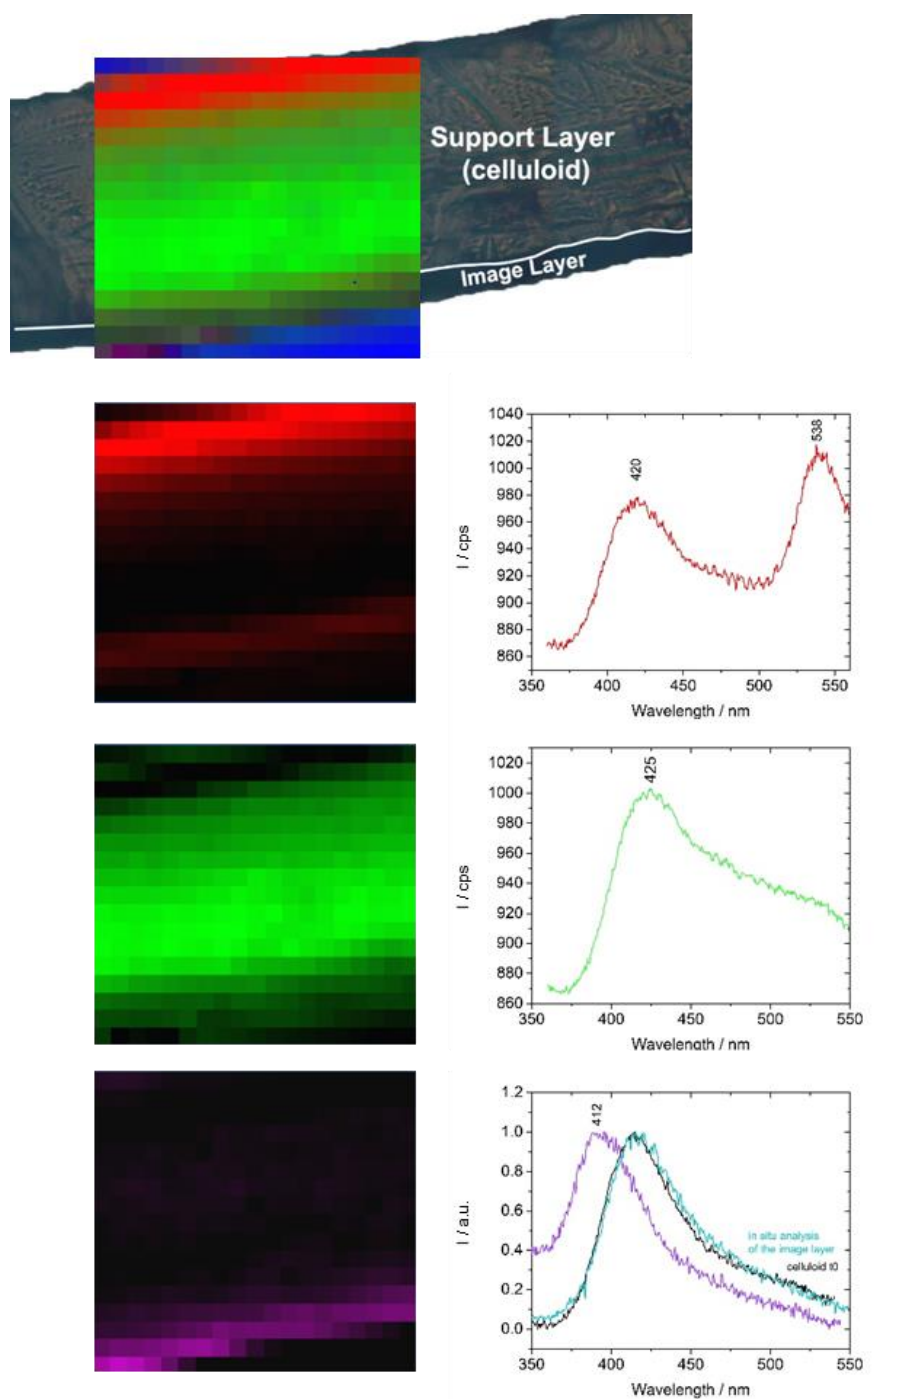 Support Layer
(celluloid)
Image Layer
1040
1020
1000
980
960
940
920
900
880
860
I / cps
420
538
350 400 450 500 550
Wavelength / nm
1020
1000
980
960
940
920
900
880
860
I / cps
425
350 400 450 500 550
Wavelength / nm
1.2
1.0
0.8
0.6
0.4
0.2
0.0
I / a.u.
412
in situ analysis
of the image layer
celluloid t0
350 400 450 500 550
Wavelength / nm